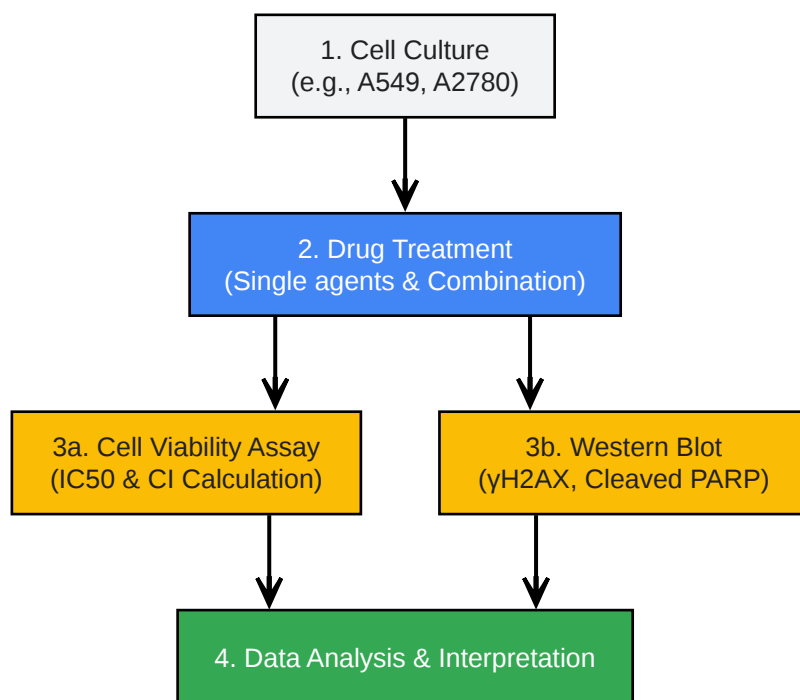 1. Cell Culture
(e.g., A549, A2780)
2. Drug Treatment
(Single agents & Combination)
3a. Cell Viability Assay
(IC50 & CI Calculation)
3b. Western Blot
(γH2AX, Cleaved PARP)
4. Data Analysis & Interpretation